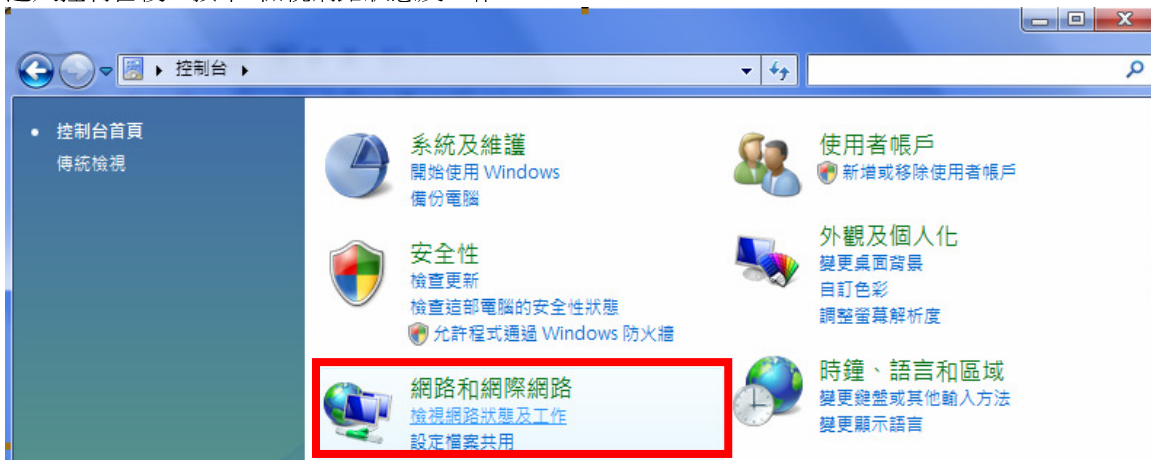 控制台
控制台首頁
傳統檢視
系統及維護
開始使用 Windows
備份電腦
安全性
檢查更新
檢查這部電腦的安全性狀態
允許程式通過 Windows 防火牆
網路和網際網路
檢視網路狀態及工作
設定檔案共用
使用者帳戶
新增或移除使用者帳戶
外觀及個人化
變更桌面背景
自訂色彩
調整螢幕解析度
時鐘、語言和區域
變更鍵盤或其他輸入方法
變更顯示語言